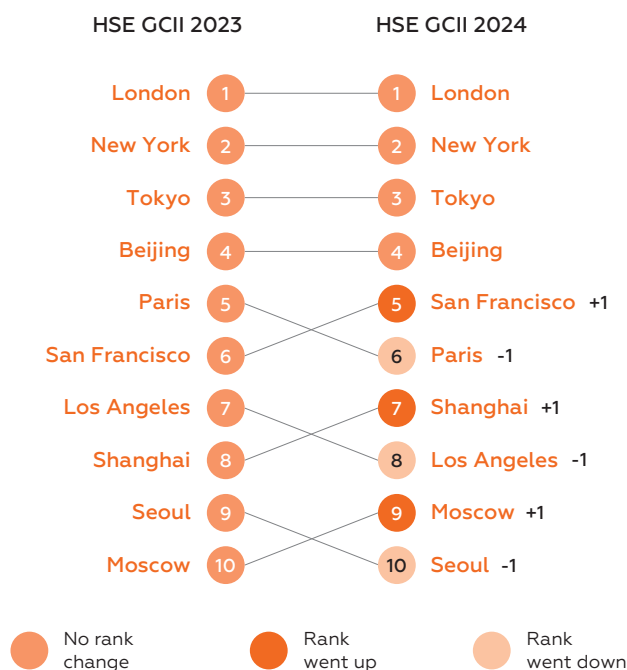 HSE GCII 2023 HSE GCII 2024
London 1 1 London
New York 2 2 New York
Tokyo 3 3 Tokyo
Beijing 4 4 Beijing
Paris 5 5 San Francisco +1
San Francisco 6 6 Paris -1
Los Angeles 7 7 Shanghai +1
Shanghai 8 8 Los Angeles -1
Seoul 9 9 Moscow +1
Moscow 10 10 Seoul -1
No rank
change
Rank
went up
Rank
went down